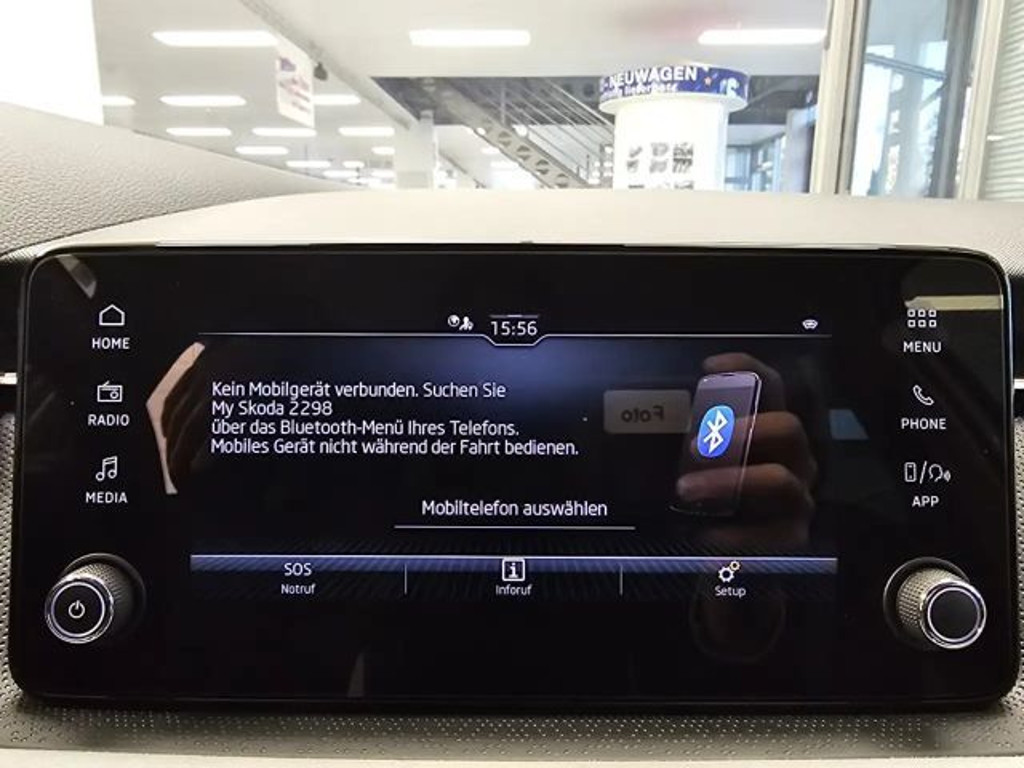 -NEUWAGEN
lieferbar
15:56
HOME
RADIO
MEDIA
Kein Mobilgerät verbunden. Suchen Sie
My Skoda 2298
über das Bluetooth-Menü Ihres Telefons.
Mobiles Gerät nicht während der Fahrt bedienen.
Foto
Mobiltelefon auswählen
SOS
Notruf
i
Inforuf
Setup
MENU
PHONE
APP